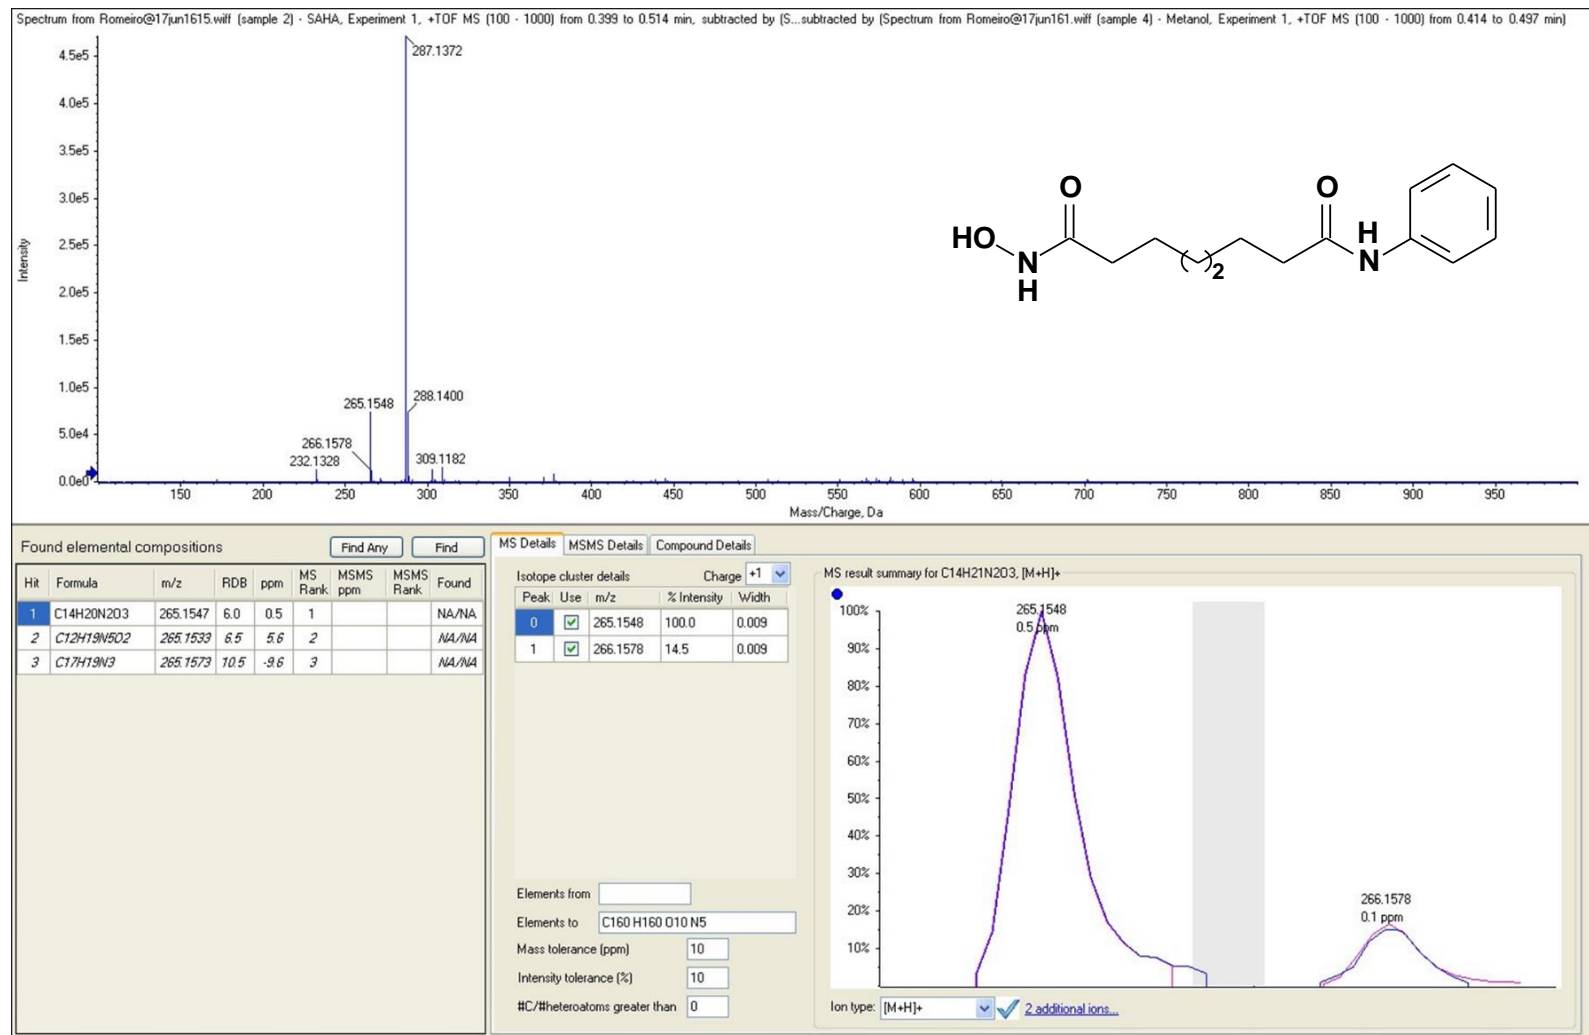 Spectrum from Romeiro@17jun1615.wiff (sample 2) - SAHA, Experiment 1, +TOF MS (100 - 1000) from 0.399 to 0.514 min, subtracted by (S...subtracted by (Spectrum from Romeiro@17jun161.wiff (sample 4) - Metanol, Experiment 1, +TOF MS (100 - 1000) from 0.414 to 0.497 min)
4.5e5
4.0e5
3.5e5
3.0e5
2.5e5
2.0e5
1.5e5
1.0e5
5.0e4
0.0e0
Intensity
287.1372
265.1548
288.1400
266.1578
232.1328
309.1182
150 200 250 300 350 400 450 500 550 600 650 700 750 800 850 900 950
Mass/Charge, Da
O
O
HO
N
H
2
H
N
Found elemental compositions
Find Any
Find
Hit Formula m/z RDB ppm MS Rank MSMS ppm MSMS Rank Found
1 C14H20N2O3 265.1547 6.0 0.5 1 NA/NA
2 C12H19N5O2 265.1533 6.5 5.6 2 NA/NA
3 C17H19N3 265.1573 10.5 -9.6 3 NA/NA
MS Details
MSMS Details
Compound Details
Isotope cluster details
Charge +1
Peak Use m/z % Intensity Width
0 265.1548 100.0 0.009
1 266.1578 14.5 0.009
Elements from
Elements to C160 H160 O10 N5
Mass tolerance (ppm) 10
Intensity tolerance (%) 10
#C/#heteroatoms greater than 0
MS result summary for C14H21N2O3, [M+H]+
100%
90%
80%
70%
60%
50%
40%
30%
20%
10%
265.1548
0.5 ppm
266.1578
0.1 ppm
Ion type: [M+H]+
2 additional ions...